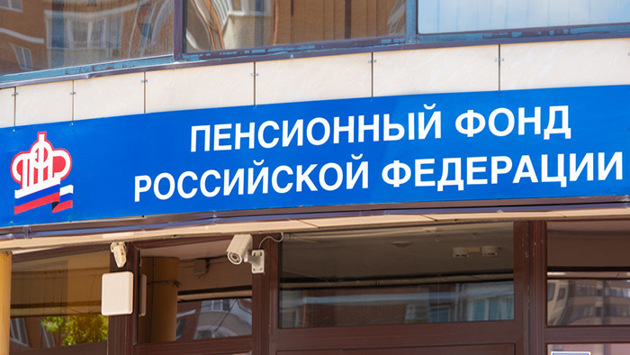 ПЕНСИОННЫЙ ФОНД
РОССИЙСКОЙ ФЕДЕРАЦИИ